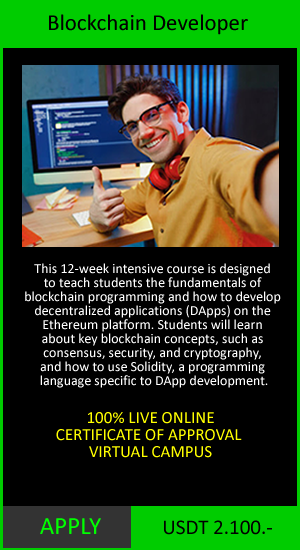 Blockchain Developer
This 12-week intensive course is designed
to teach students the fundamentals of
blockchain programming and how to develop
decentralized applications (DApps) on the
Ethereum platform. Students will learn
about key blockchain concepts, such as
consensus, security, and cryptography,
and how to use Solidity, a programming
language specific to DApp development.
100% LIVE ONLINE
CERTIFICATE OF APPROVAL
VIRTUAL CAMPUS
APPLY
USDT 2.100.-